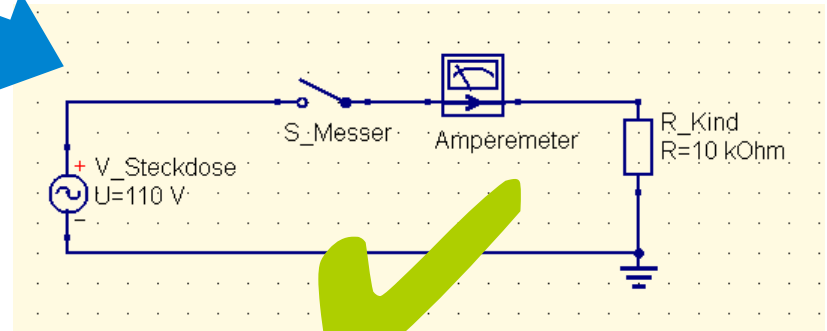 S_Messer
Amperemeter
R_Kind
R=10 kOhm
+ V_Steckdose
U=110 V